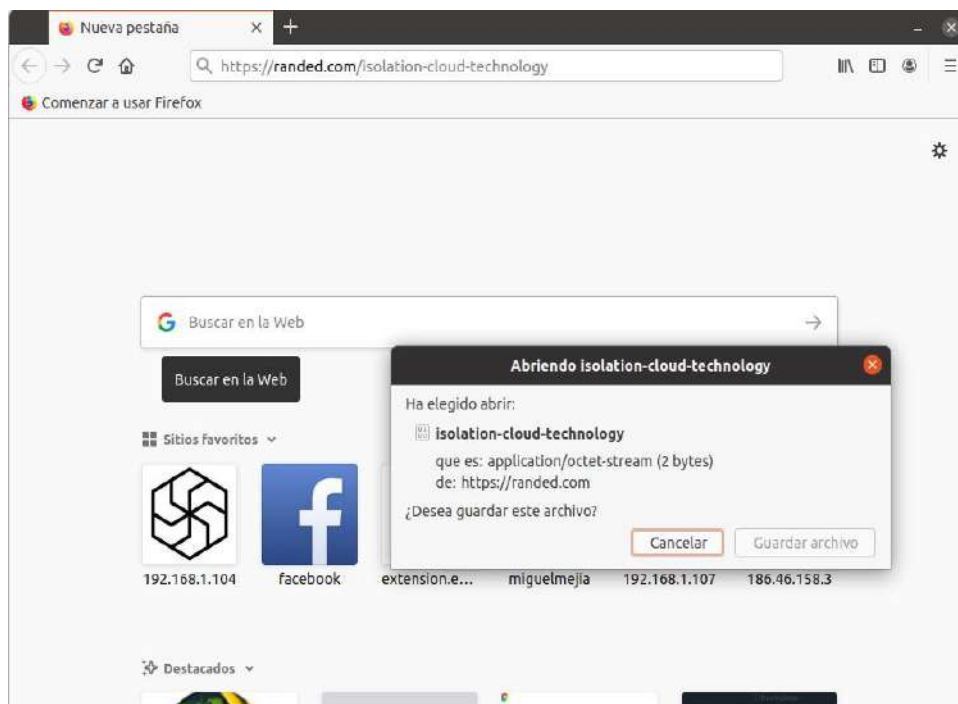 Nueva pestaña
https://randed.com/isolation-cloud-technology
Comenzar a usar Firefox
Buscar en la Web
Buscar en la Web
Abriendo isolation-cloud-technology
Ha elegido abrir:
isolation-cloud-technology
que es: application/octet-stream (2 bytes)
de: https://randed.com
¿Desea guardar este archivo?
Cancelar
Guardar archivo
Sitios favoritos
192.168.1.104
facebook
extension.e...
miguelmejia
192.168.1.107
186.46.158.3
Destacados